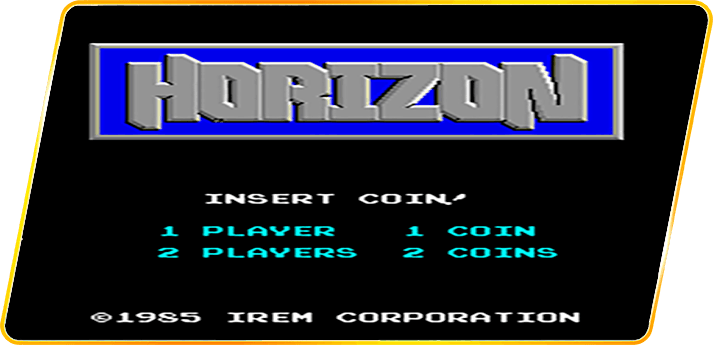 HORIZON
INSERT COIN!
1 PLAYER 1 COIN
2 PLAYERS 2 COINS
©1985 IREM CORPORATION